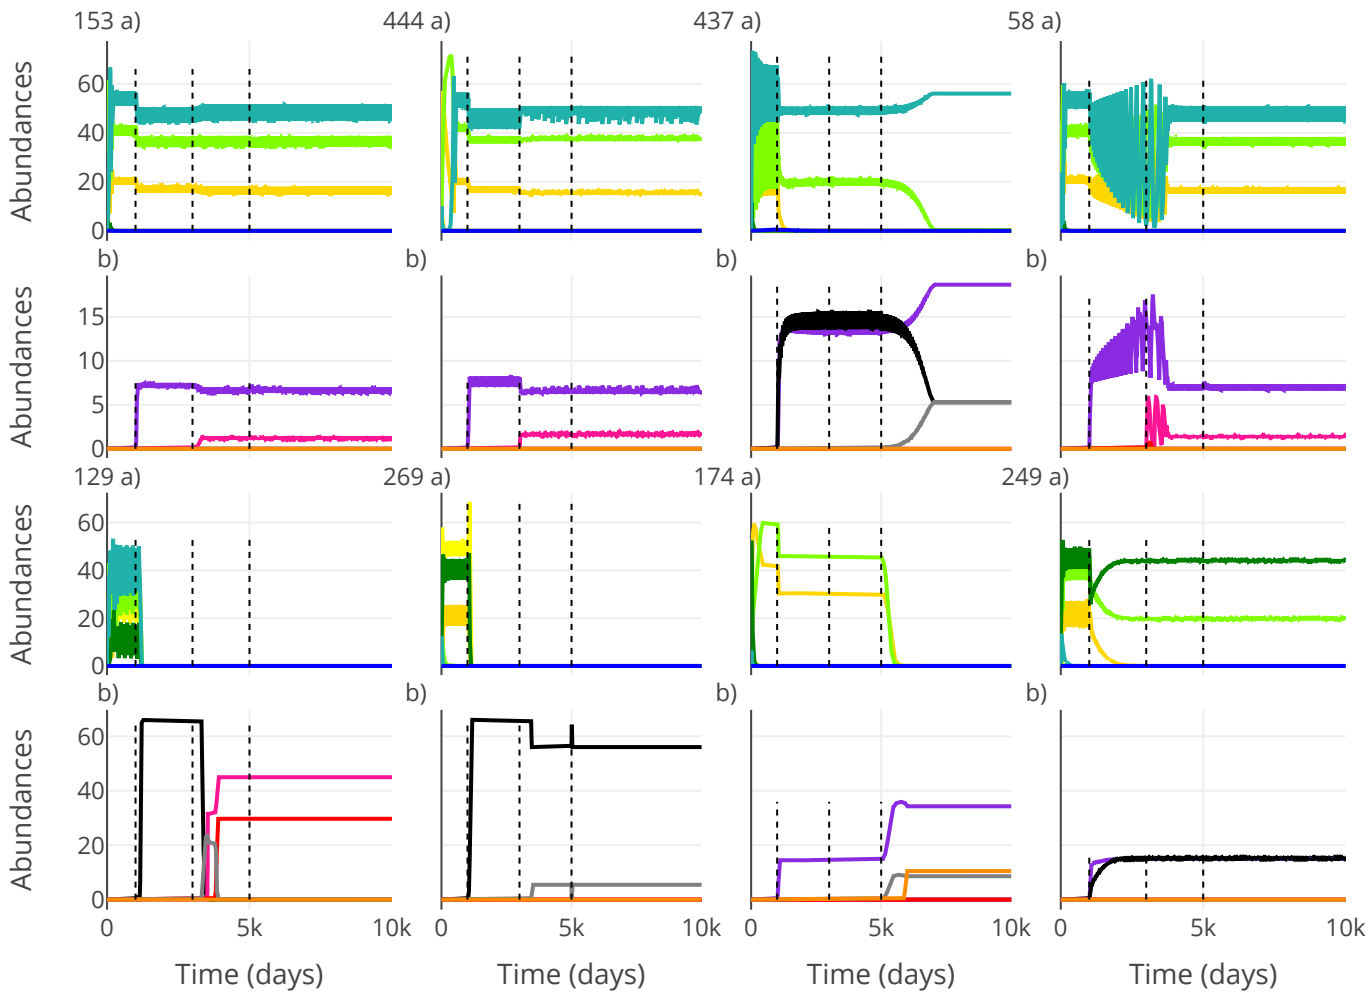 153 a) 444 a) 437 a) 58 a)
Abundances
60
40
20
0
b) b) b) b)
Abundances
15
10
5
0
129 a) 269 a) 174 a) 249 a)
Abundances
60
40
20
0
b) b) b) b)
Abundances
60
40
20
0
0 5k 10k 0 5k 10k 0 5k 10k 0 5k 10k
Time (days) Time (days) Time (days) Time (days)